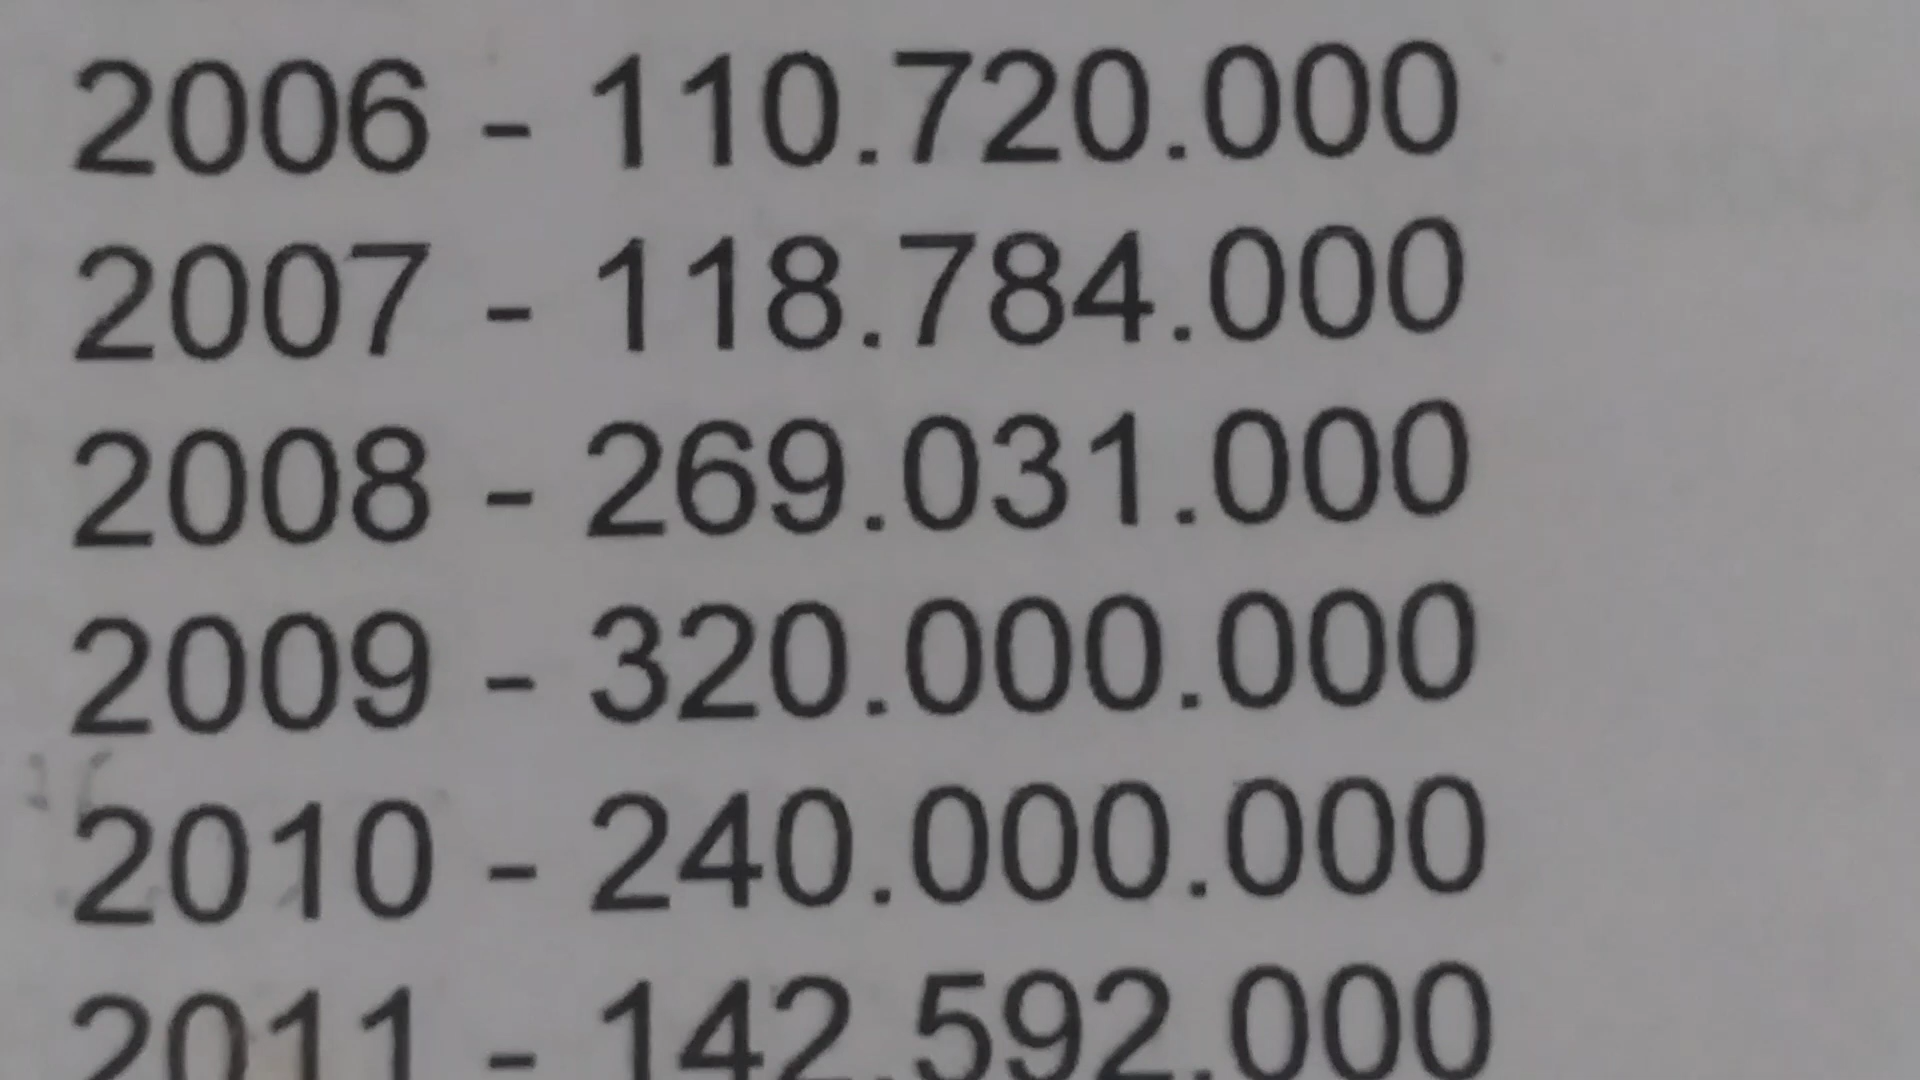 2006 - 110.720.000
2007 - 118.784.000
2008 - 269.031.000
2009 - 320.000.000
2010 - 240.000.000
2011 - 142.592.000